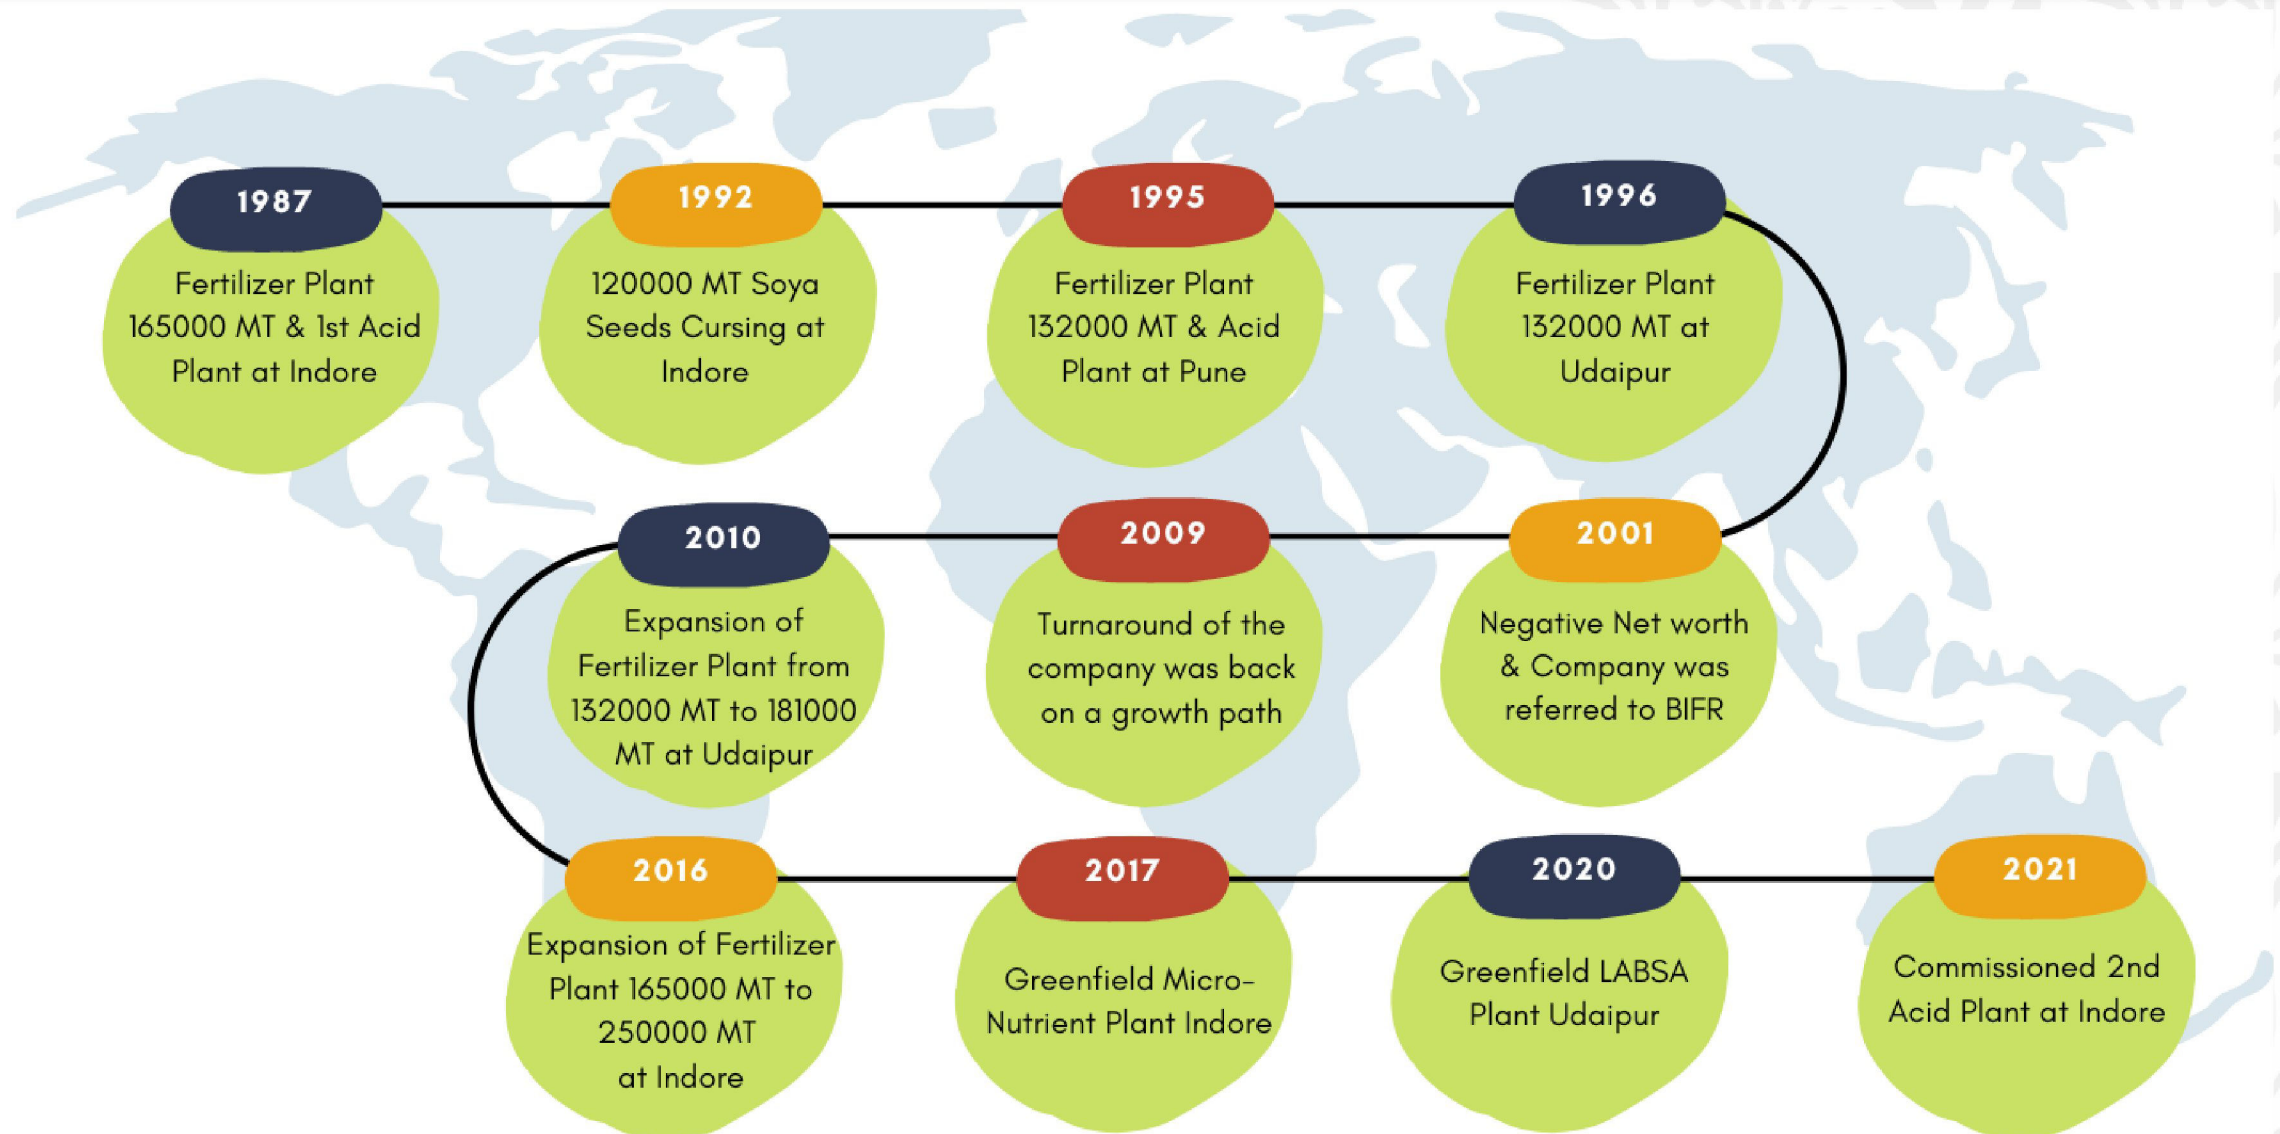 1987
Fertilizer Plant
165000 MT & 1st Acid
Plant at Indore
1992
120000 MT Soya
Seeds Cursing at
Indore
1995
Fertilizer Plant
132000 MT & Acid
Plant at Pune
1996
Fertilizer Plant
132000 MT at
Udaipur
2001
Negative Net worth
& Company was
referred to BIFR
2009
Turnaround of the
company was back
on a growth path
2010
Expansion of
Fertilizer Plant from
132000 MT to 181000
MT at Udaipur
2016
Expansion of Fertilizer
Plant 165000 MT to
250000 MT
at Indore
2017
Greenfield Micro-
Nutrient Plant Indore
2020
Greenfield LABSA
Plant Udaipur
2021
Commissioned 2nd
Acid Plant at Indore